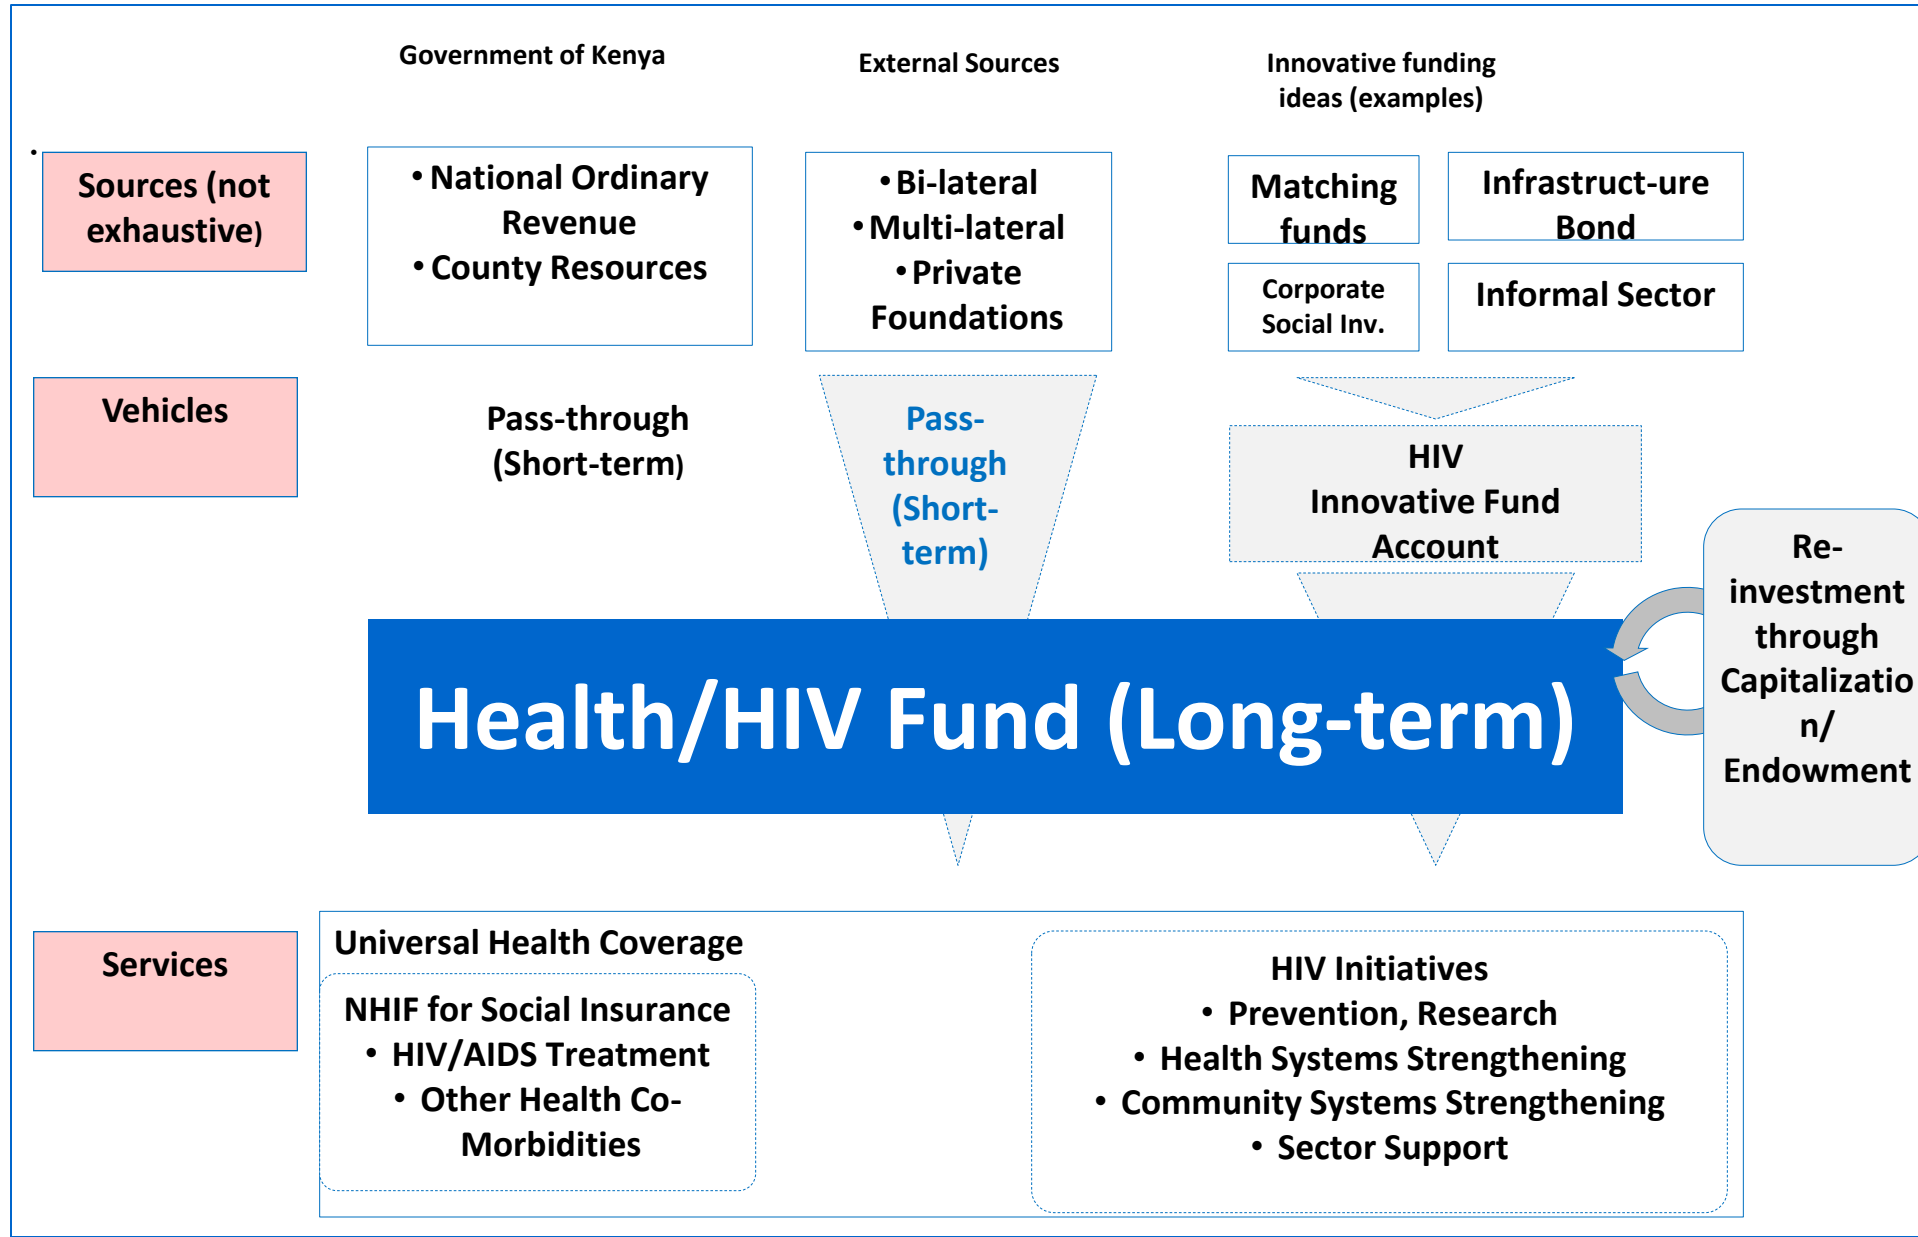 Government of Kenya
External Sources
Innovative funding
ideas (examples)
.
Sources (not
exhaustive)
• National Ordinary
Revenue
• County Resources
• Bi-lateral
• Multi-lateral
• Private
Foundations
Matching
funds
Infrastruct-ure
Bond
Corporate
Social Inv.
Informal Sector
Vehicles
Pass-through
(Short-term)
Pass-
through
(Short-
term)
HIV
Innovative Fund
Account
Re-
investment
through
Capitalizatio
n/
Endowment
Health/HIV Fund (Long-term)
Services
Universal Health Coverage
NHIF for Social Insurance
• HIV/AIDS Treatment
• Other Health Co-
Morbidities
HIV Initiatives
• Prevention, Research
• Health Systems Strengthening
• Community Systems Strengthening
• Sector Support